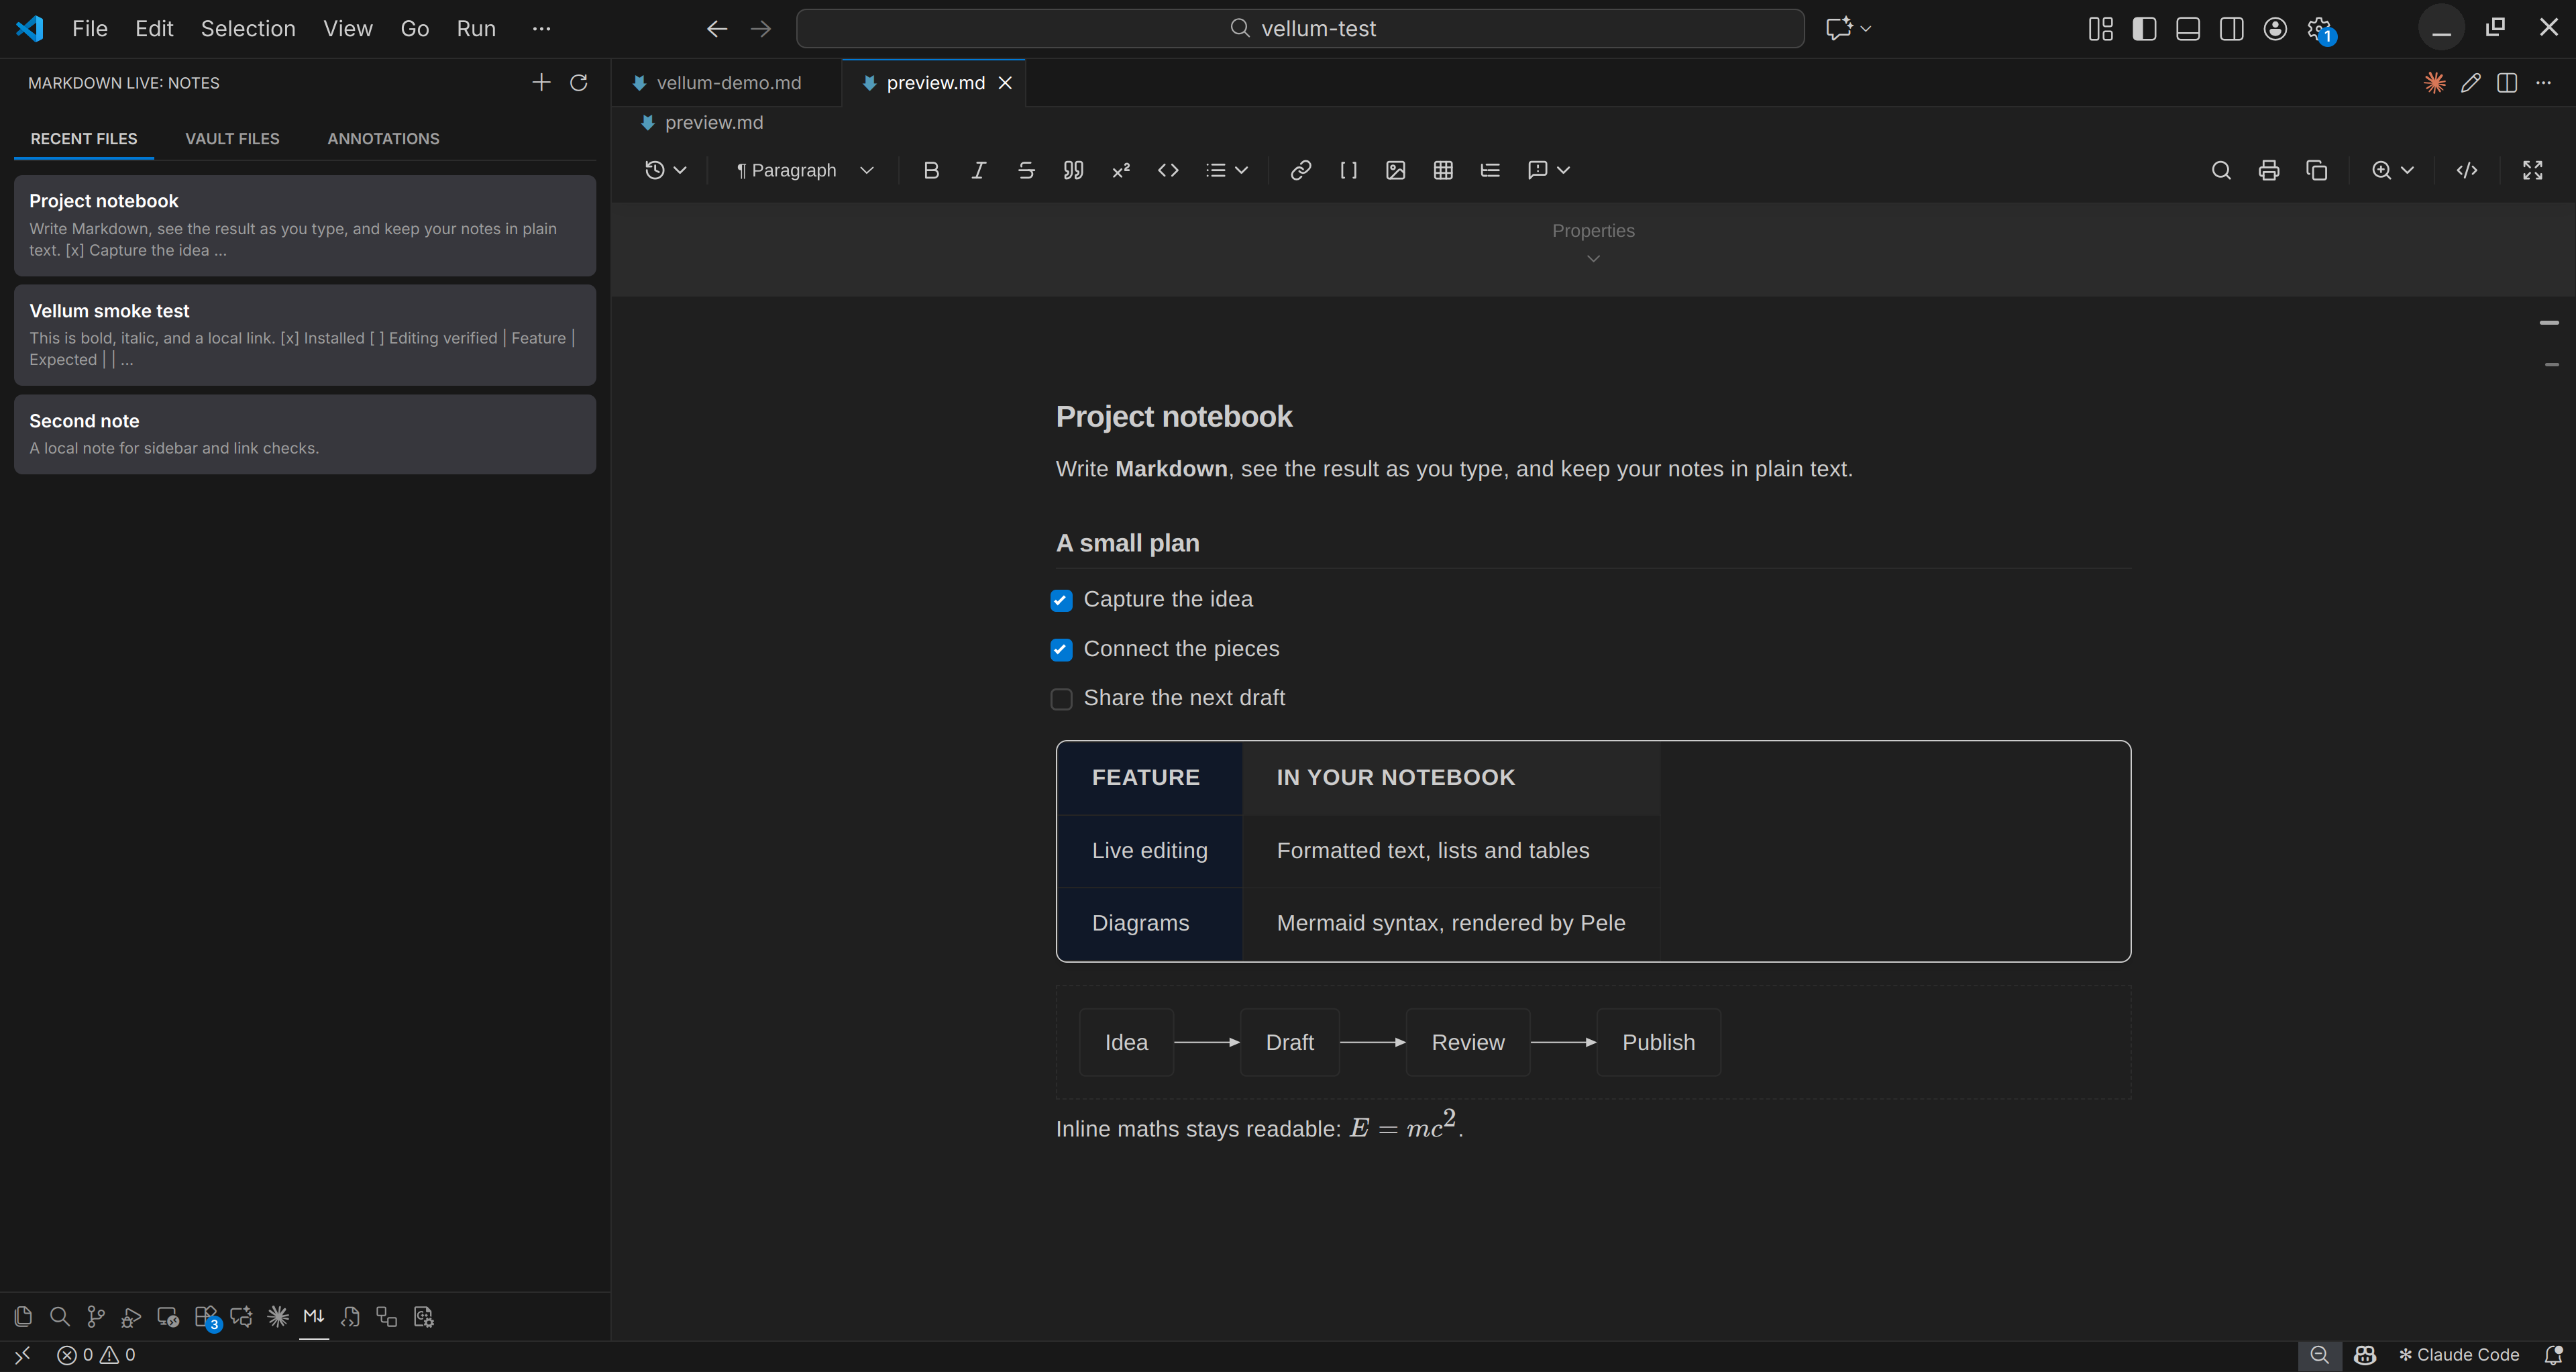 File Edit Selection View Go Run ···
vellum-test
1
MARKDOWN LIVE: NOTES
RECENT FILES VAULT FILES ANNOTATIONS
Project notebook
Write Markdown, see the result as you type, and keep your notes in plain
text. [x] Capture the idea ...
Vellum smoke test
This is bold, italic, and a local link. [x] Installed [ ] Editing verified | Feature |
Expected | | ...
Second note
A local note for sidebar and link checks.
vellum-demo.md preview.md
preview.md
¶ Paragraph
Properties
Project notebook
Write Markdown, see the result as you type, and keep your notes in plain text.
A small plan
Capture the idea
Connect the pieces
Share the next draft
FEATURE IN YOUR NOTEBOOK
Live editing Formatted text, lists and tables
Diagrams Mermaid syntax, rendered by Pele
Idea Draft Review Publish
Inline maths stays readable: E = mc².
3
M↓
0 0
Claude Code